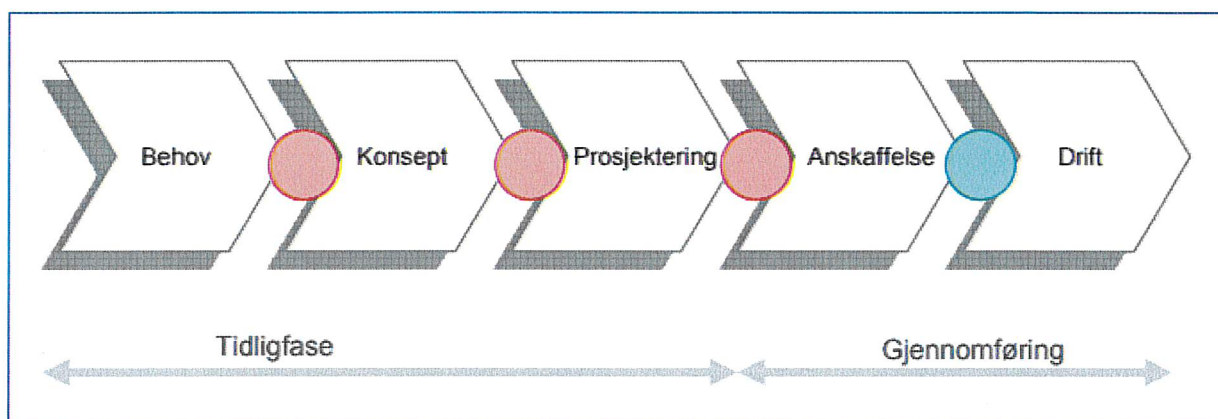 Behov
Konsept
Prosjektering
Anskaffelse
Drift
Tidligfase
Gjennomføring